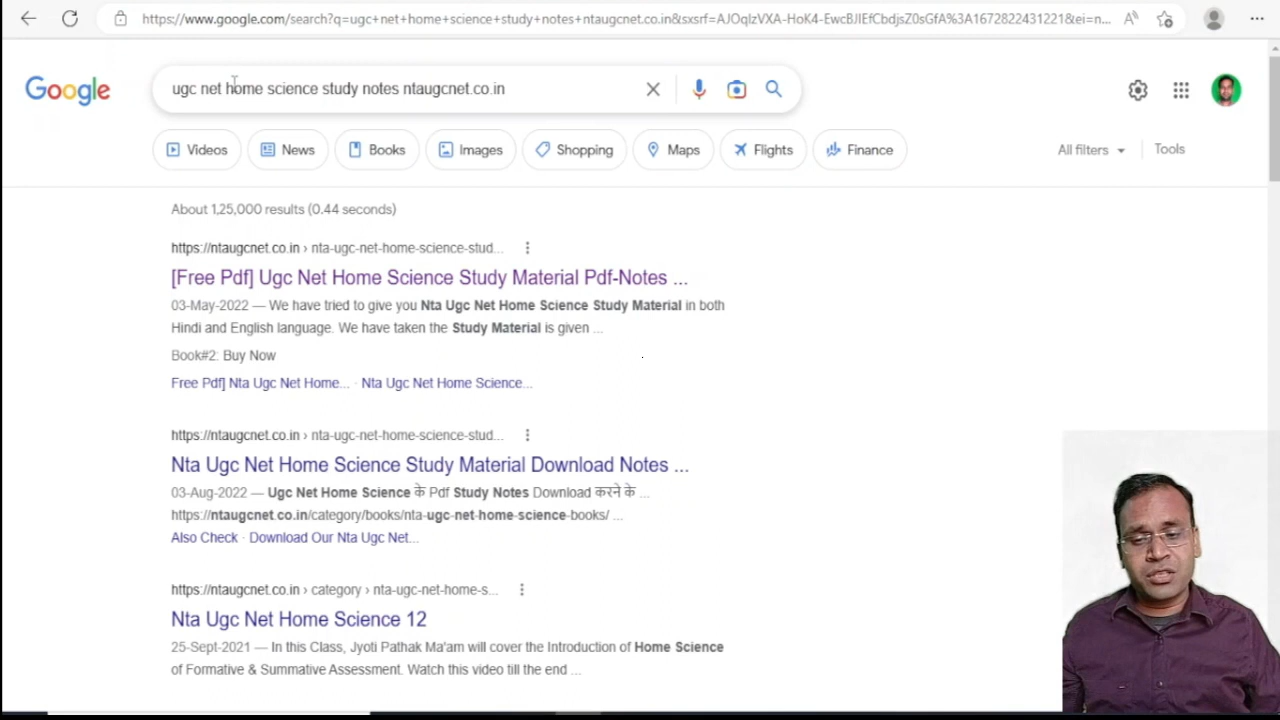 https://www.google.com/search?q=ugc+net+home+science+study+notes+ntaugcnet.co.in&sxsrf=AJOqlzVXA-HoK4-EwcBJIEfCbdjsZ0sGfA%3A1672822431221&ei=n...
Google
ugc net home science study notes ntaugcnet.co.in
Videos News Books Images Shopping Maps Flights Finance All filters Tools
About 1,25,000 results (0.44 seconds)
https://ntaugcnet.co.in › nta-ugc-net-home-science-stud...
[Free Pdf] Ugc Net Home Science Study Material Pdf-Notes ...
03-May-2022 — We have tried to give you Nta Ugc Net Home Science Study Material in both
Hindi and English language. We have taken the Study Material is given ...
Book#2: Buy Now
Free Pdf] Nta Ugc Net Home... · Nta Ugc Net Home Science...
https://ntaugcnet.co.in › nta-ugc-net-home-science-stud...
Nta Ugc Net Home Science Study Material Download Notes ...
03-Aug-2022 — Ugc Net Home Science के Pdf Study Notes Download करने के ...
https://ntaugcnet.co.in/category/books/nta-ugc-net-home-science-books/ ...
Also Check · Download Our Nta Ugc Net...
https://ntaugcnet.co.in › category › nta-ugc-net-home-s...
Nta Ugc Net Home Science 12
25-Sept-2021 — In this Class, Jyoti Pathak Ma'am will cover the Introduction of Home Science
of Formative & Summative Assessment. Watch this video till the end ...